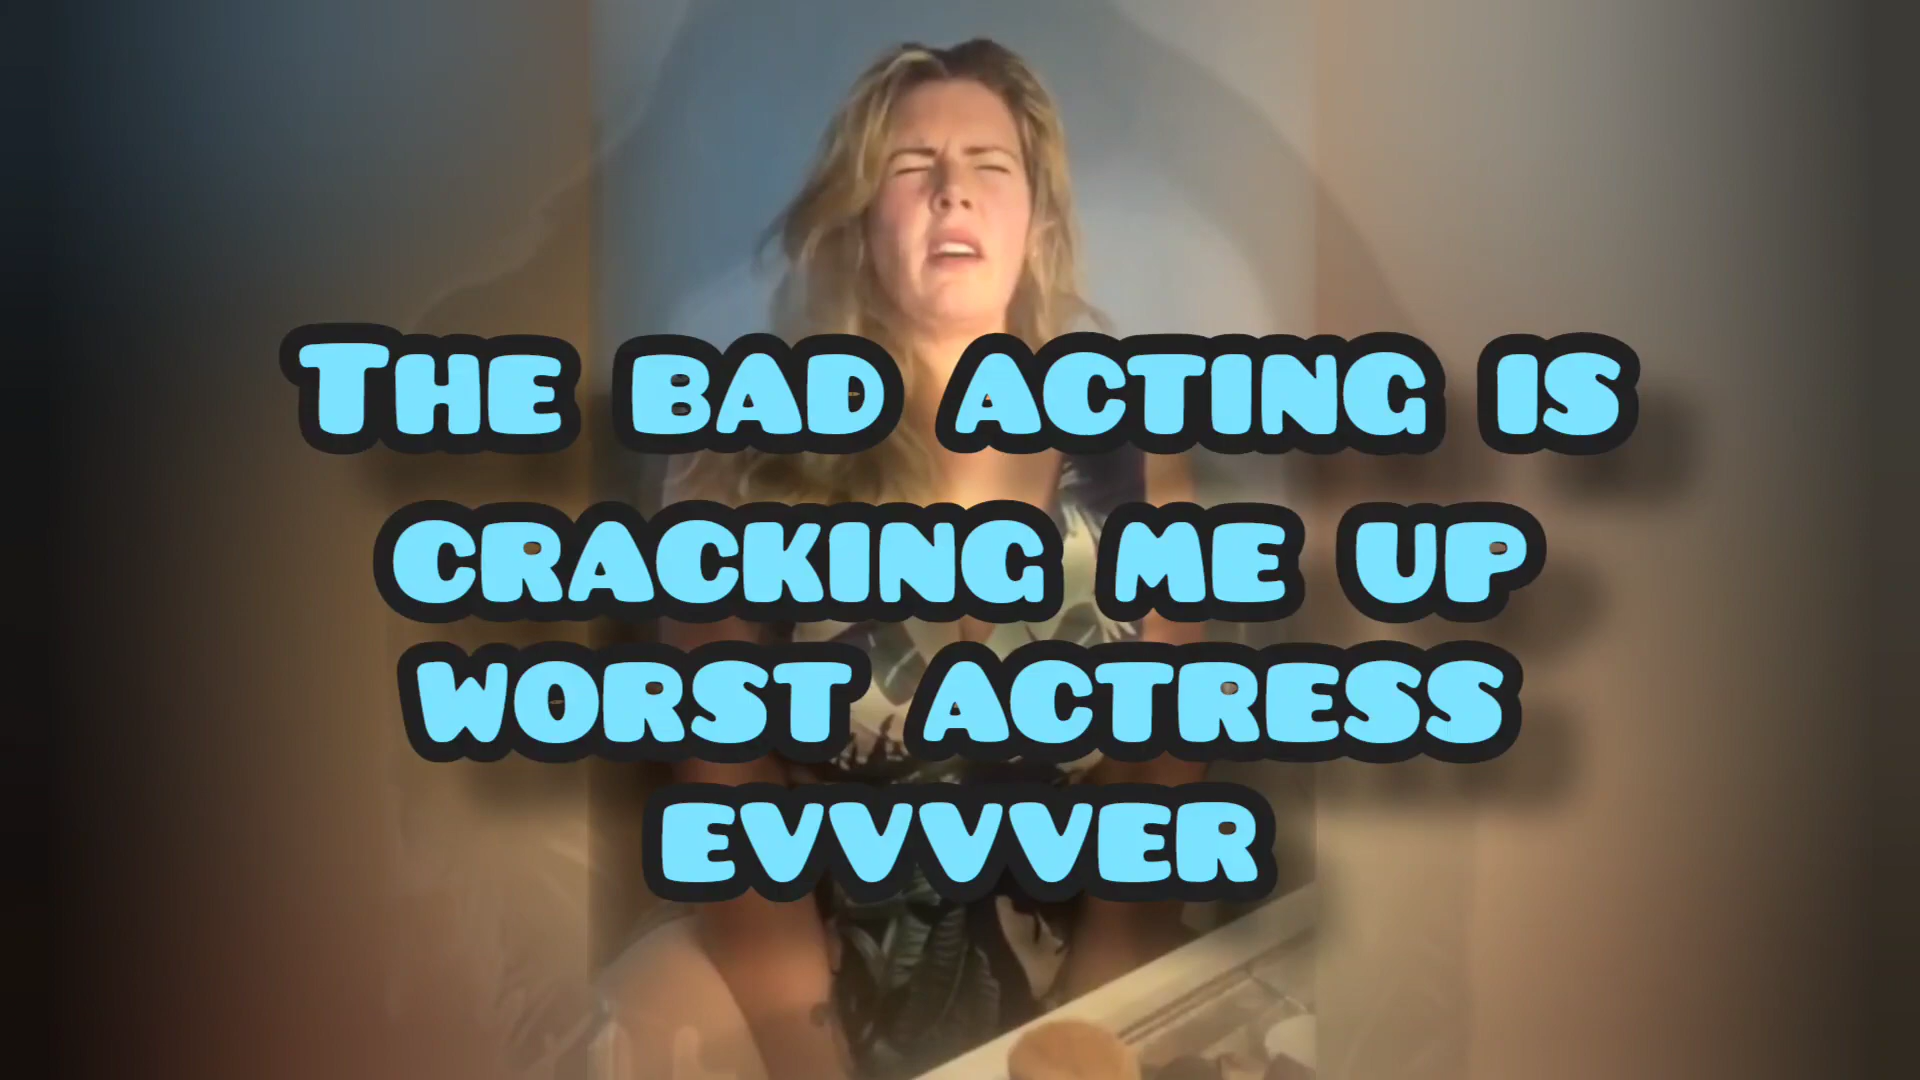 The bad acting is
cracking me up
worst actress
evvvver